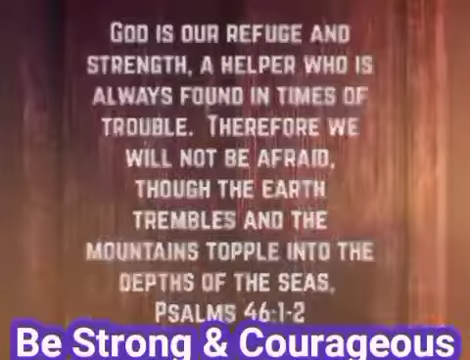 God is our refuge and
strength, a helper who is
always found in times of
trouble. Therefore we
will not be afraid,
though the earth
trembles and the
mountains topple into the
depths of the seas,
Psalms 46:1-2
Be Strong & Courageous